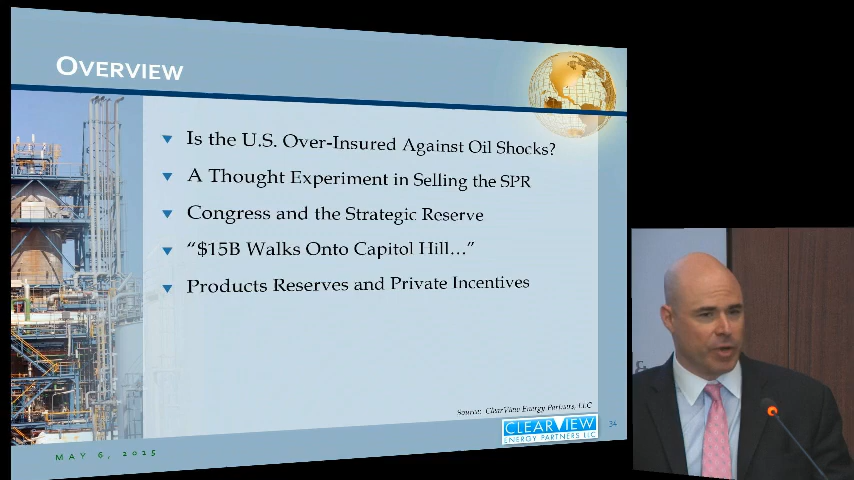 OVERVIEW
Is the U.S. Over-Insured Against Oil Shocks?
A Thought Experiment in Selling the SPR
Congress and the Strategic Reserve
“$15B Walks Onto Capitol Hill…”
Products Reserves and Private Incentives
Source: ClearView Energy Partners, LLC
CLEARVIEW
ENERGY PARTNERS LLC
34
MAY 6, 2025
&